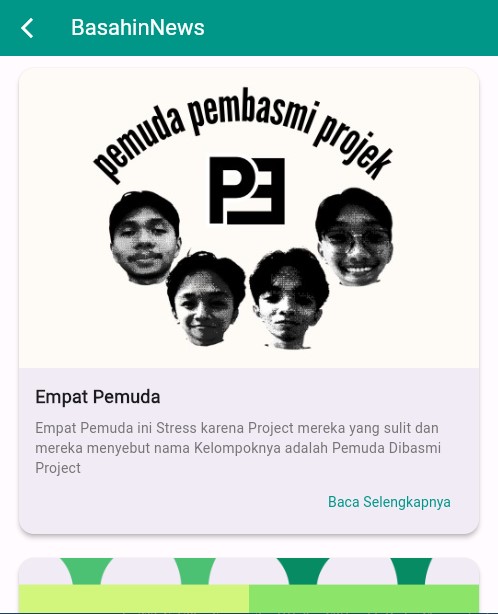 BasahinNews
pemuda pembasmi projek
Empat Pemuda
Empat Pemuda ini Stress karena Project mereka yang sulit dan
mereka menyebut nama Kelompoknya adalah Pemuda Dibasmi
Project
Baca Selengkapnya